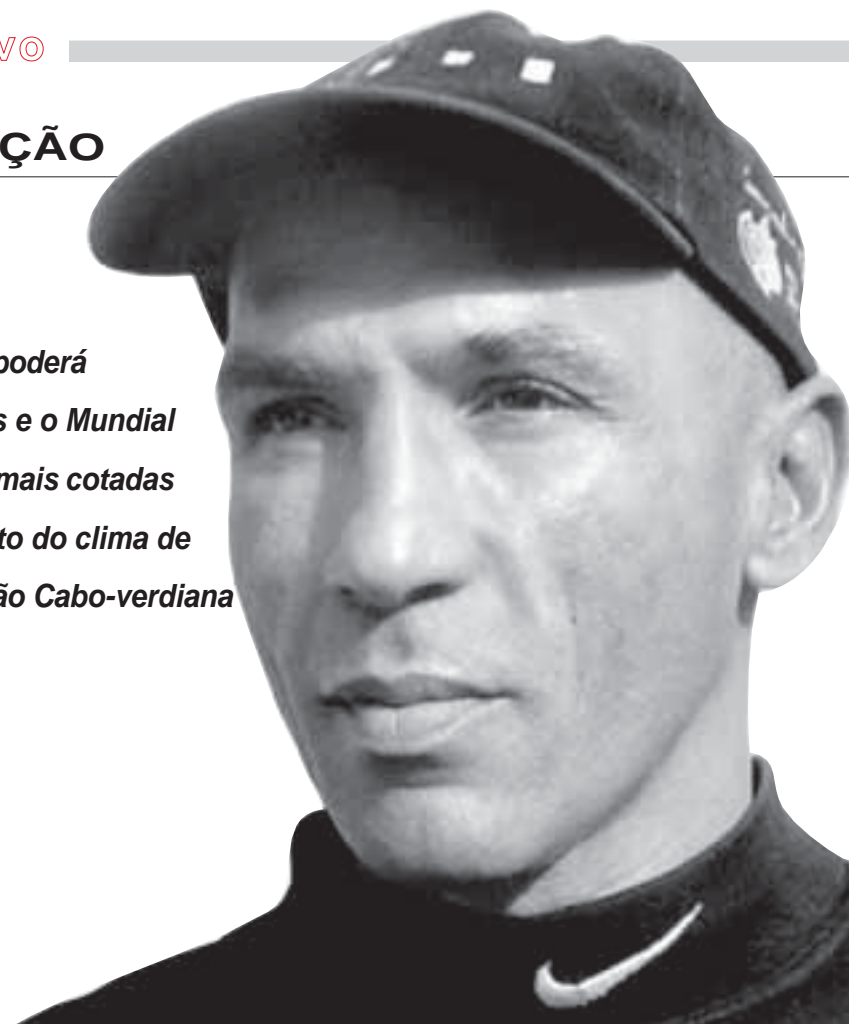 VO
ÇÃO
poderá
s e o Mundial
mais cotadas
to do clima de
ão Cabo-verdiana